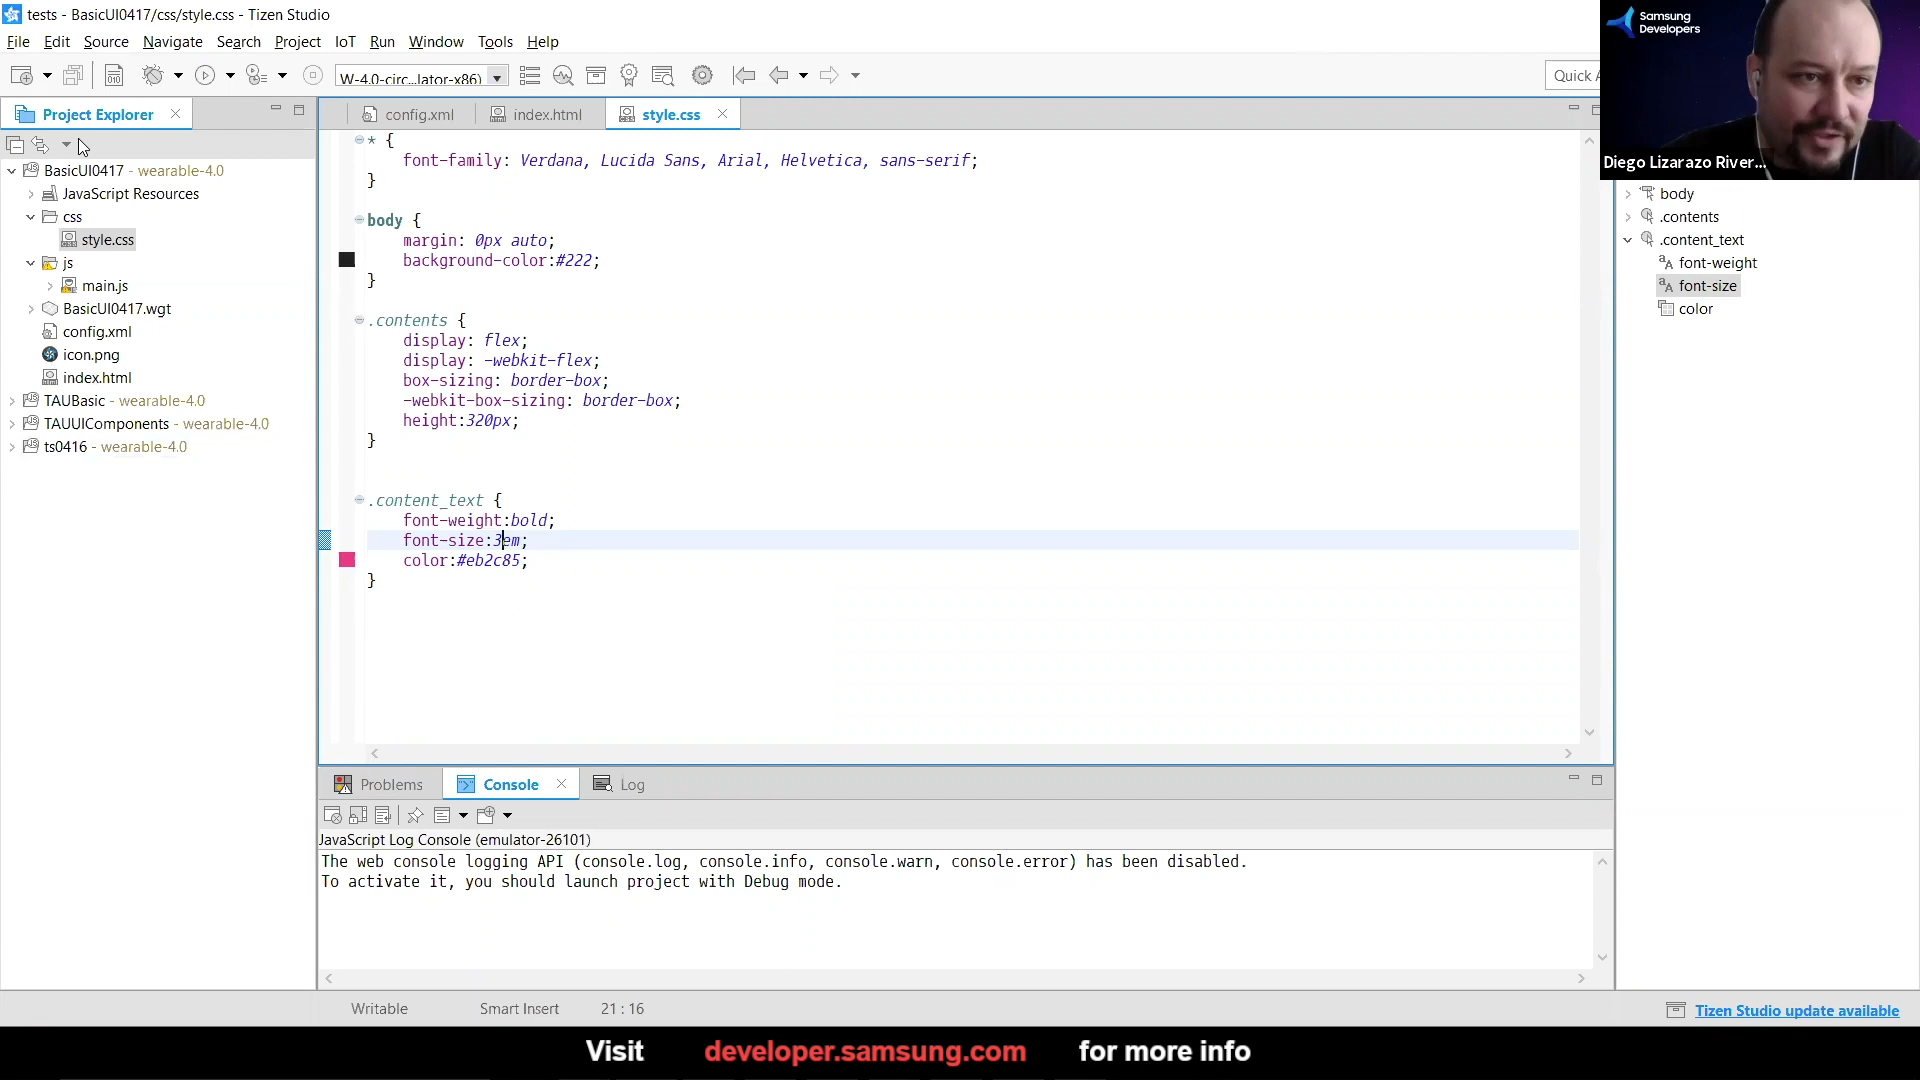 tests - BasicUI0417/css/style.css - Tizen Studio
File Edit Source Navigate Search Project IoT Run Window Tools Help
W-4.0-circ...lator-x86)
Quick A
Samsung
Developers
Diego Lizarazo River...
Project Explorer
config.xml
index.html
style.css
BasicUI0417 - wearable-4.0
JavaScript Resources
css
style.css
js
main.js
BasicUI0417.wgt
config.xml
icon.png
index.html
TAUBasic - wearable-4.0
TAUUIComponents - wearable-4.0
ts0416 - wearable-4.0
* {
font-family: Verdana, Lucida Sans, Arial, Helvetica, sans-serif;
}
body {
margin: 0px auto;
background-color:#222;
}
.contents {
display: flex;
display: -webkit-flex;
box-sizing: border-box;
-webkit-box-sizing: border-box;
height:320px;
}
.content_text {
font-weight:bold;
font-size:3em;
color:#eb2c85;
}
body
.contents
.content_text
font-weight
font-size
color
Problems
Console
Log
JavaScript Log Console (emulator-26101)
The web console logging API (console.log, console.info, console.warn, console.error) has been disabled.
To activate it, you should launch project with Debug mode.
Writable
Smart Insert
21 : 16
Tizen Studio update available
Visit developer.samsung.com for more info